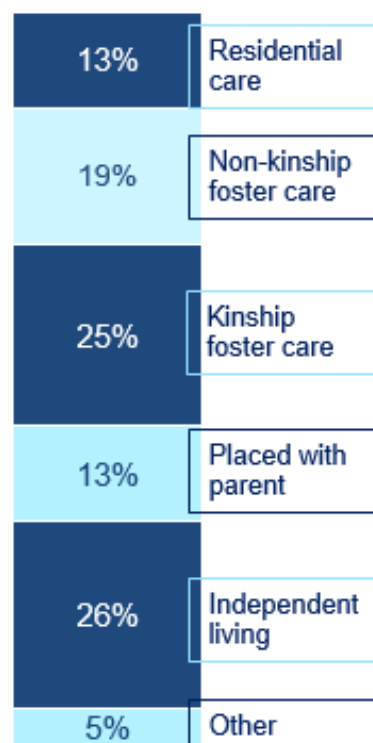 13%
Residential
care
19%
Non-kinship
foster care
25%
Kinship
foster care
13%
Placed with
parent
26%
Independent
living
5%
Other